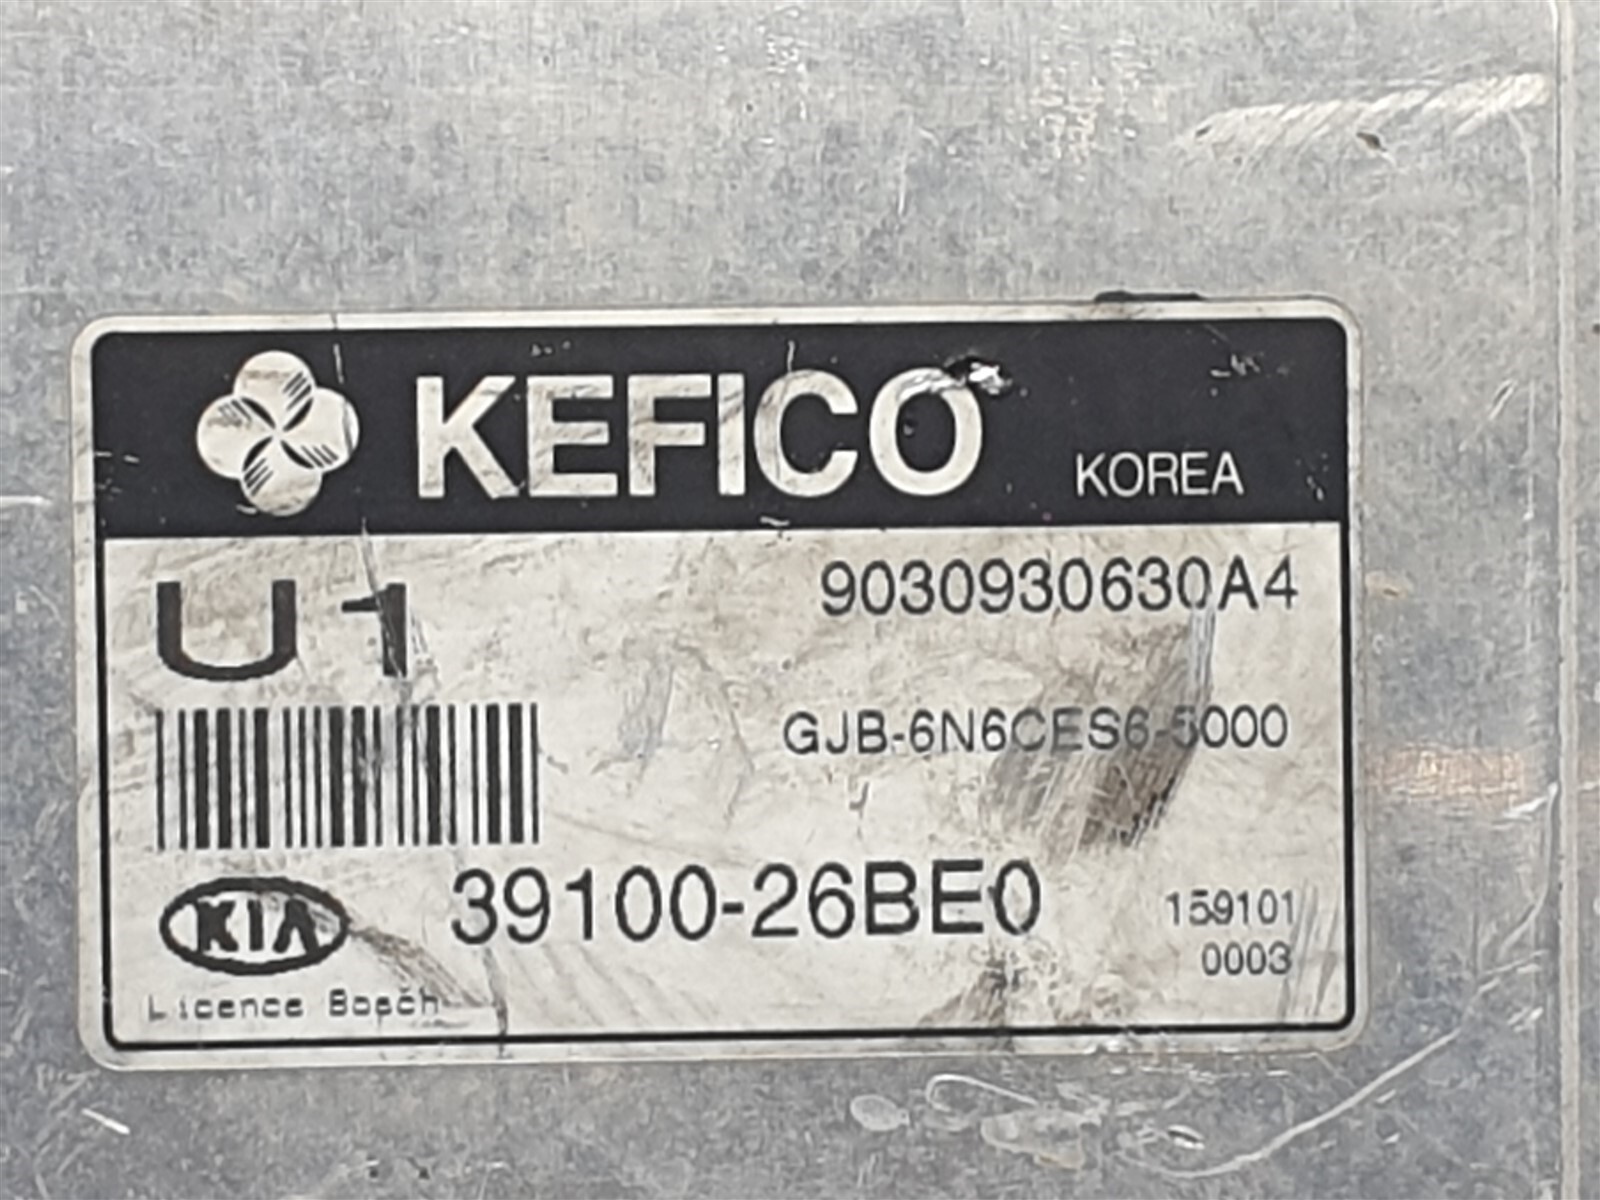 KEFICO KOREA
U1 9030930630A4
GJB-6N6CES6-5000
39100-26BE0
KIA
159101
0003
Licence Bosch